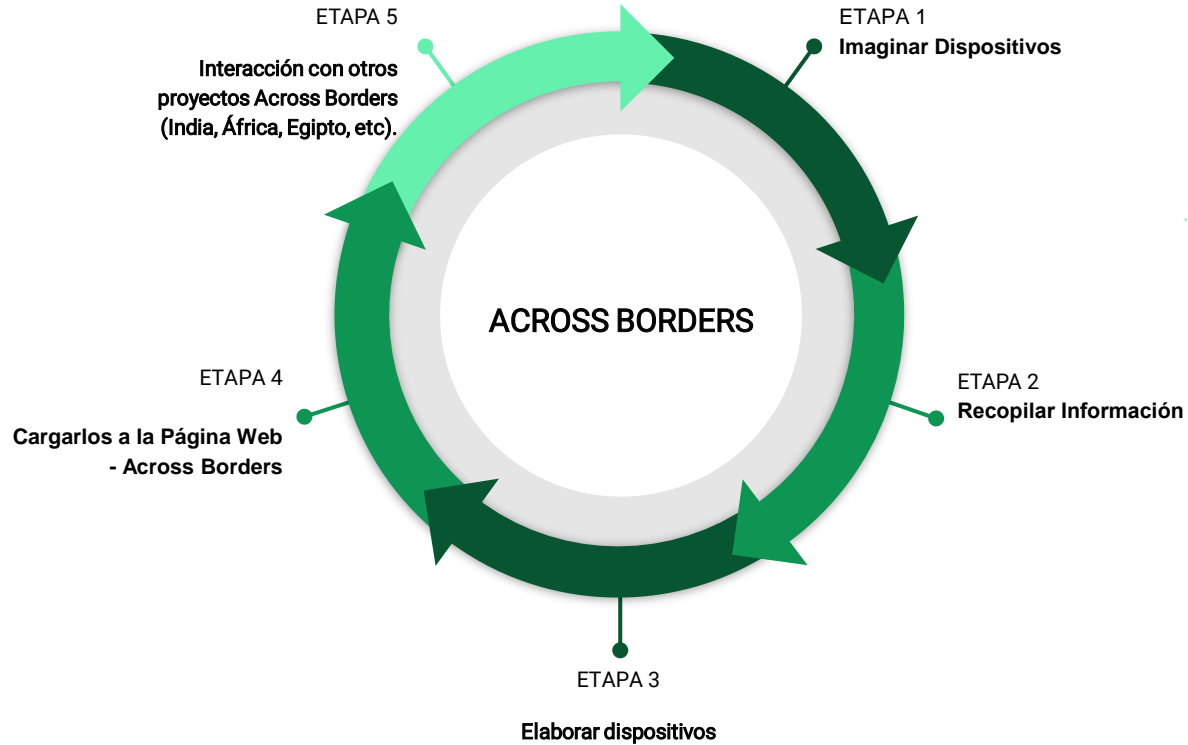 ETAPA 5
Interacción con otros
proyectos Across Borders
(India, África, Egipto, etc).
ETAPA 1
Imaginar Dispositivos
ACROSS BORDERS
ETAPA 4
Cargarlos a la Página Web
- Across Borders
ETAPA 2
Recopilar Información
ETAPA 3
Elaborar dispositivos